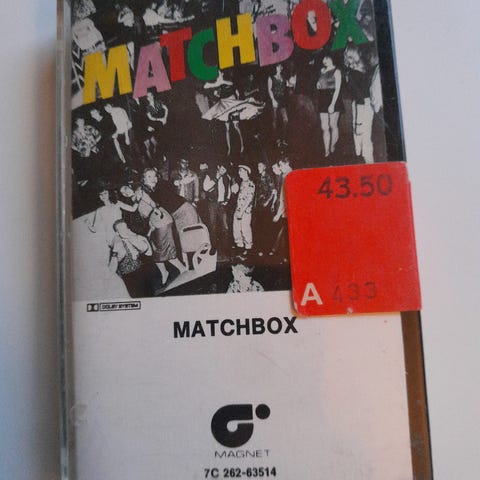 MATCHBOX
43.50
A 433
DOLBY SYSTEM
MATCHBOX
MAGNET
7C 262-63514